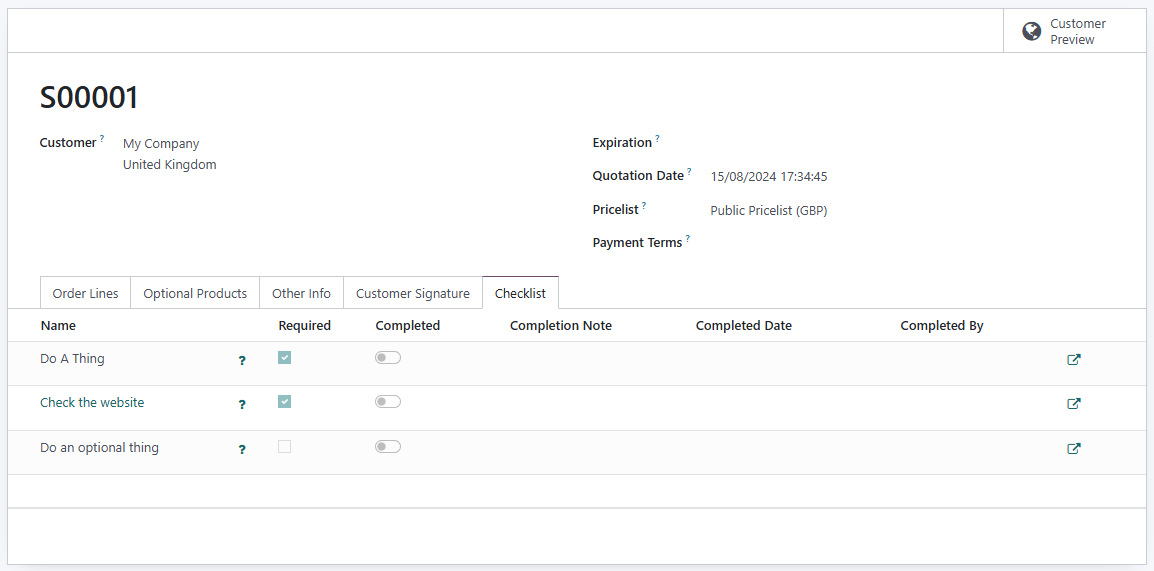 Customer
Preview
S00001
Customer ?
My Company
United Kingdom
Expiration ?
Quotation Date ? 15/08/2024 17:34:45
Pricelist ? Public Pricelist (GBP)
Payment Terms ?
Order Lines Optional Products Other Info Customer Signature Checklist
Name Required Completed Completion Note Completed Date Completed By
Do A Thing ?
Check the website ?
Do an optional thing ?